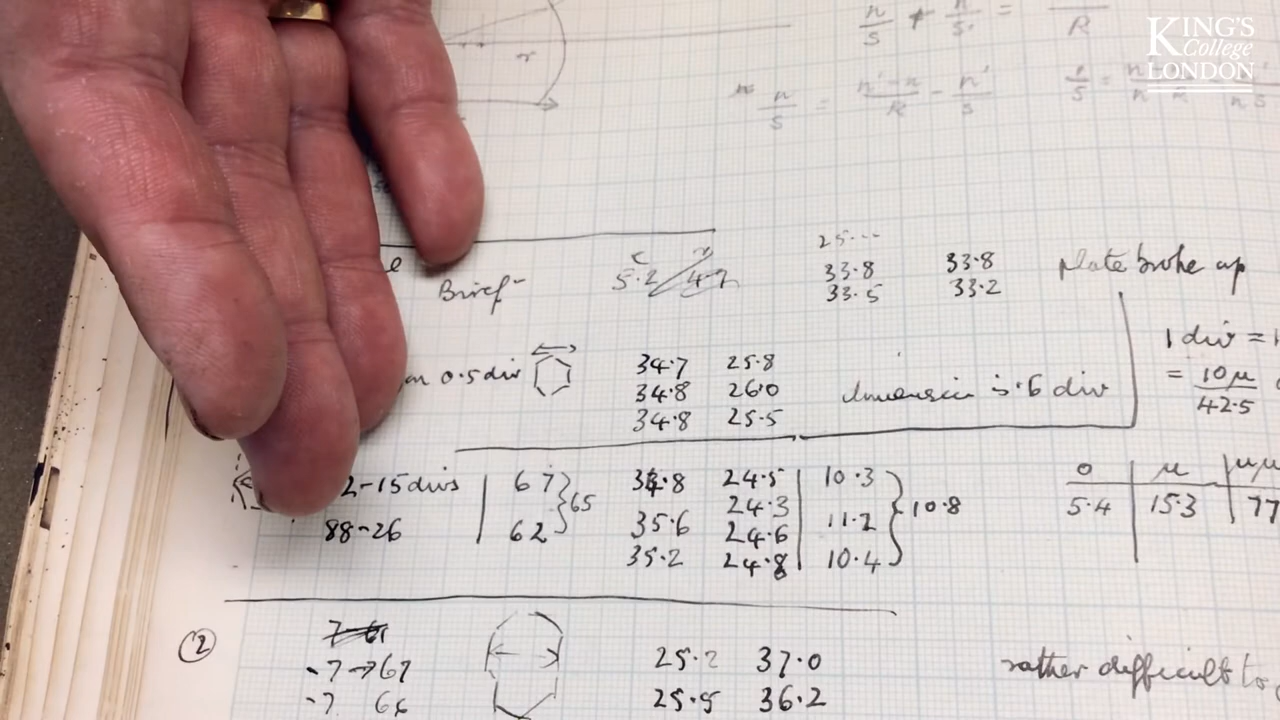 KING'S
College
LONDON
n/s + n/s' = /R
n/s = n'-n/R - n'/s
r
Brief
5.2 4.7
25
33.8 33.8
33.5 33.2
plate broke up
1 div =
= 10µ/42.5
0.5 div
34.7 25.8
34.8 26.0
34.8 25.5
dimension is .6 div
2-15 divs 67 34.8 24.5 10.3
24.3
88-26 62 } 65 35.6 24.6 11.2 } 10.8
35.2 24.8 10.4
0 µ µµ
5.4 15.3 77
2
-7 → 67 25.2 37.0
-7 66 25.5 36.2
rather difficult to